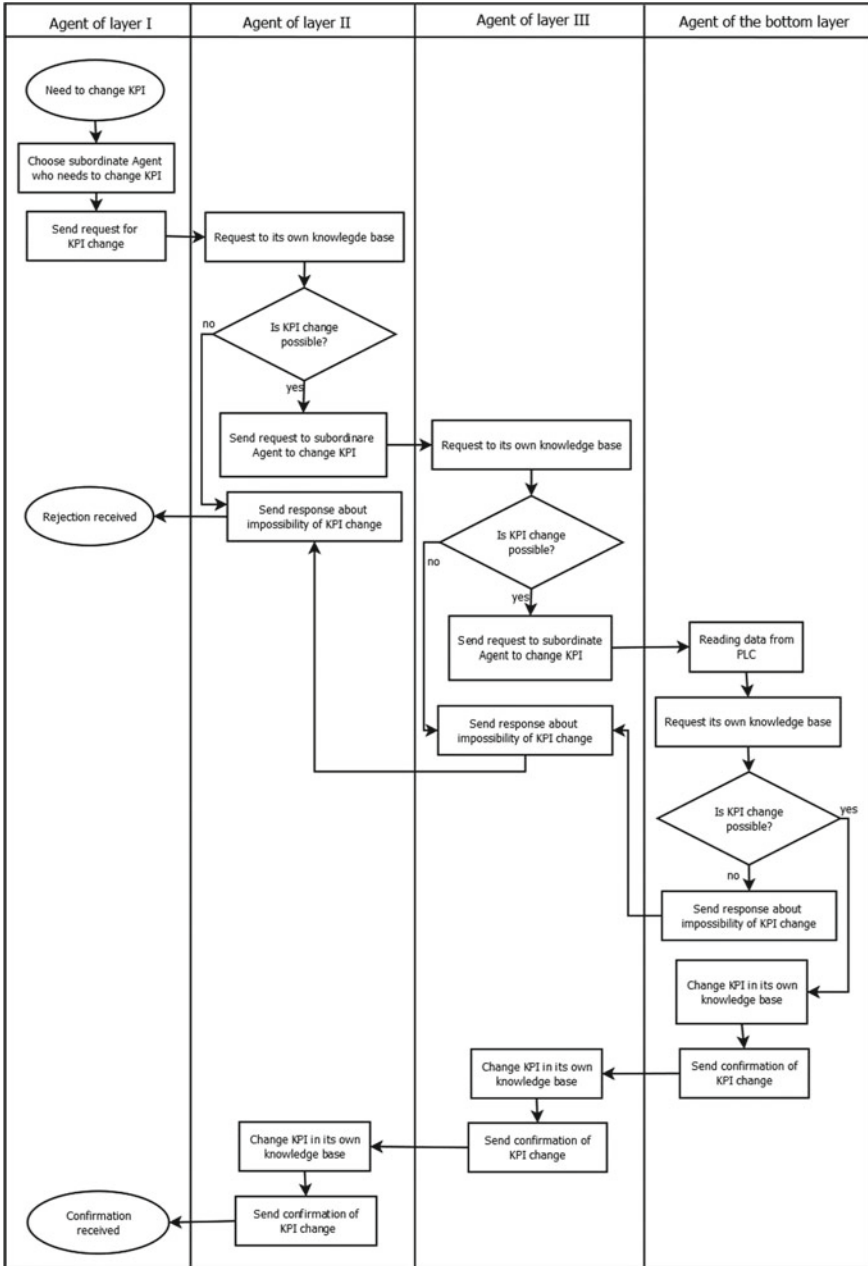 Agent of layer I
Agent of layer II
Agent of layer III
Agent of the bottom layer
Need to change KPI
Choose subordinate Agent
who needs to change KPI
Send request for
KPI change
Request to its own knowlegde base
Is KPI change
possible?
no
yes
Send request to subordinare
Agent to change KPI
Request to its own knowledge base
Rejection received
Send response about
impossibility of KPI change
Is KPI change
possible?
no
yes
Send request to subordinate
Agent to change KPI
Reading data from
PLC
Request its own knowledge base
Send response about
impossibility of KPI change
Is KPI change
possible?
yes
no
Send response about
impossibility of KPI change
Change KPI in its own
knowledge base
Send confirmation of
KPI change
Change KPI in its own
knowledge base
Send confirmation of
KPI change
Change KPI in its own
knowledge base
Send confirmation of
KPI change
Confirmation
received